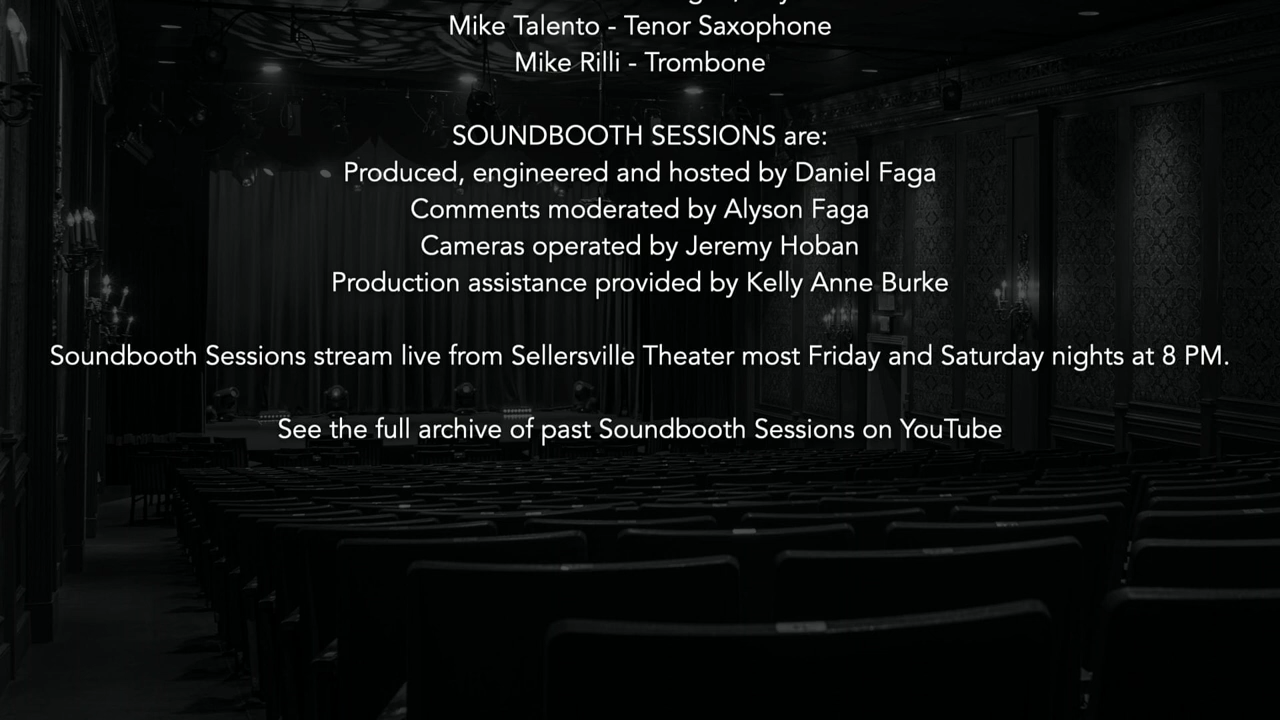 Mike Talento - Tenor Saxophone
Mike Rilli - Trombone
SOUNDBOOTH SESSIONS are:
Produced, engineered and hosted by Daniel Faga
Comments moderated by Alyson Faga
Cameras operated by Jeremy Hoban
Production assistance provided by Kelly Anne Burke
Soundbooth Sessions stream live from Sellersville Theater most Friday and Saturday nights at 8 PM.
See the full archive of past Soundbooth Sessions on YouTube